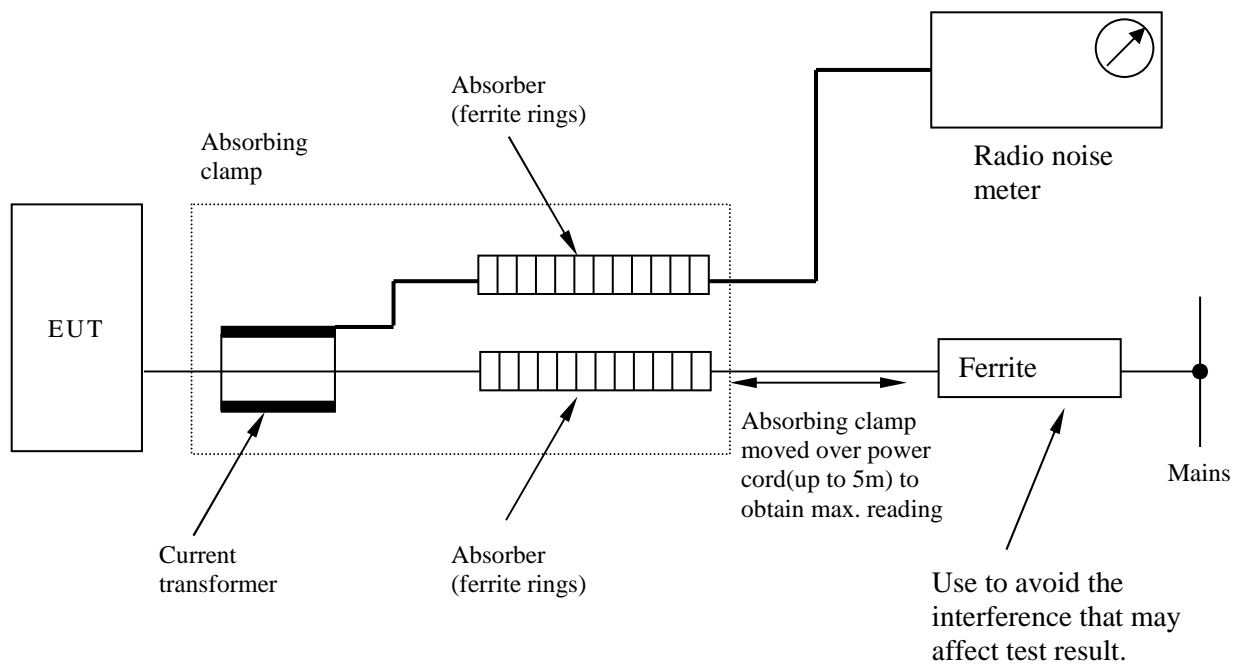 Absorber
(ferrite rings)
Absorbing
clamp
Radio noise
meter
EUT
Ferrite
Absorbing clamp
moved over power
cord(up to 5m) to
obtain max. reading
Mains
Current
transformer
Absorber
(ferrite rings)
Use to avoid the
interference that may
affect test result.